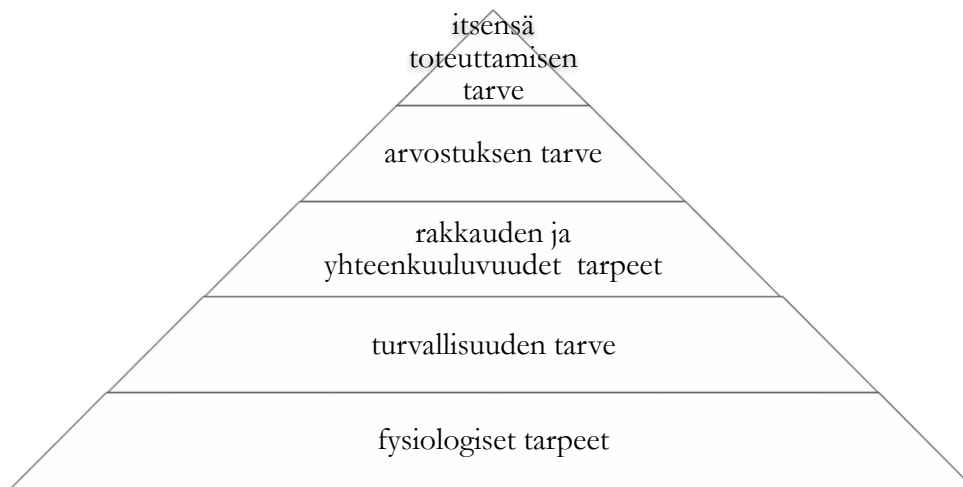 itsensä
toteuttamisen
tarve
arvostuksen tarve
rakkauden ja
yhteenkuuluvuudet tarpeet
turvallisuuden tarve
fysiologiset tarpeet